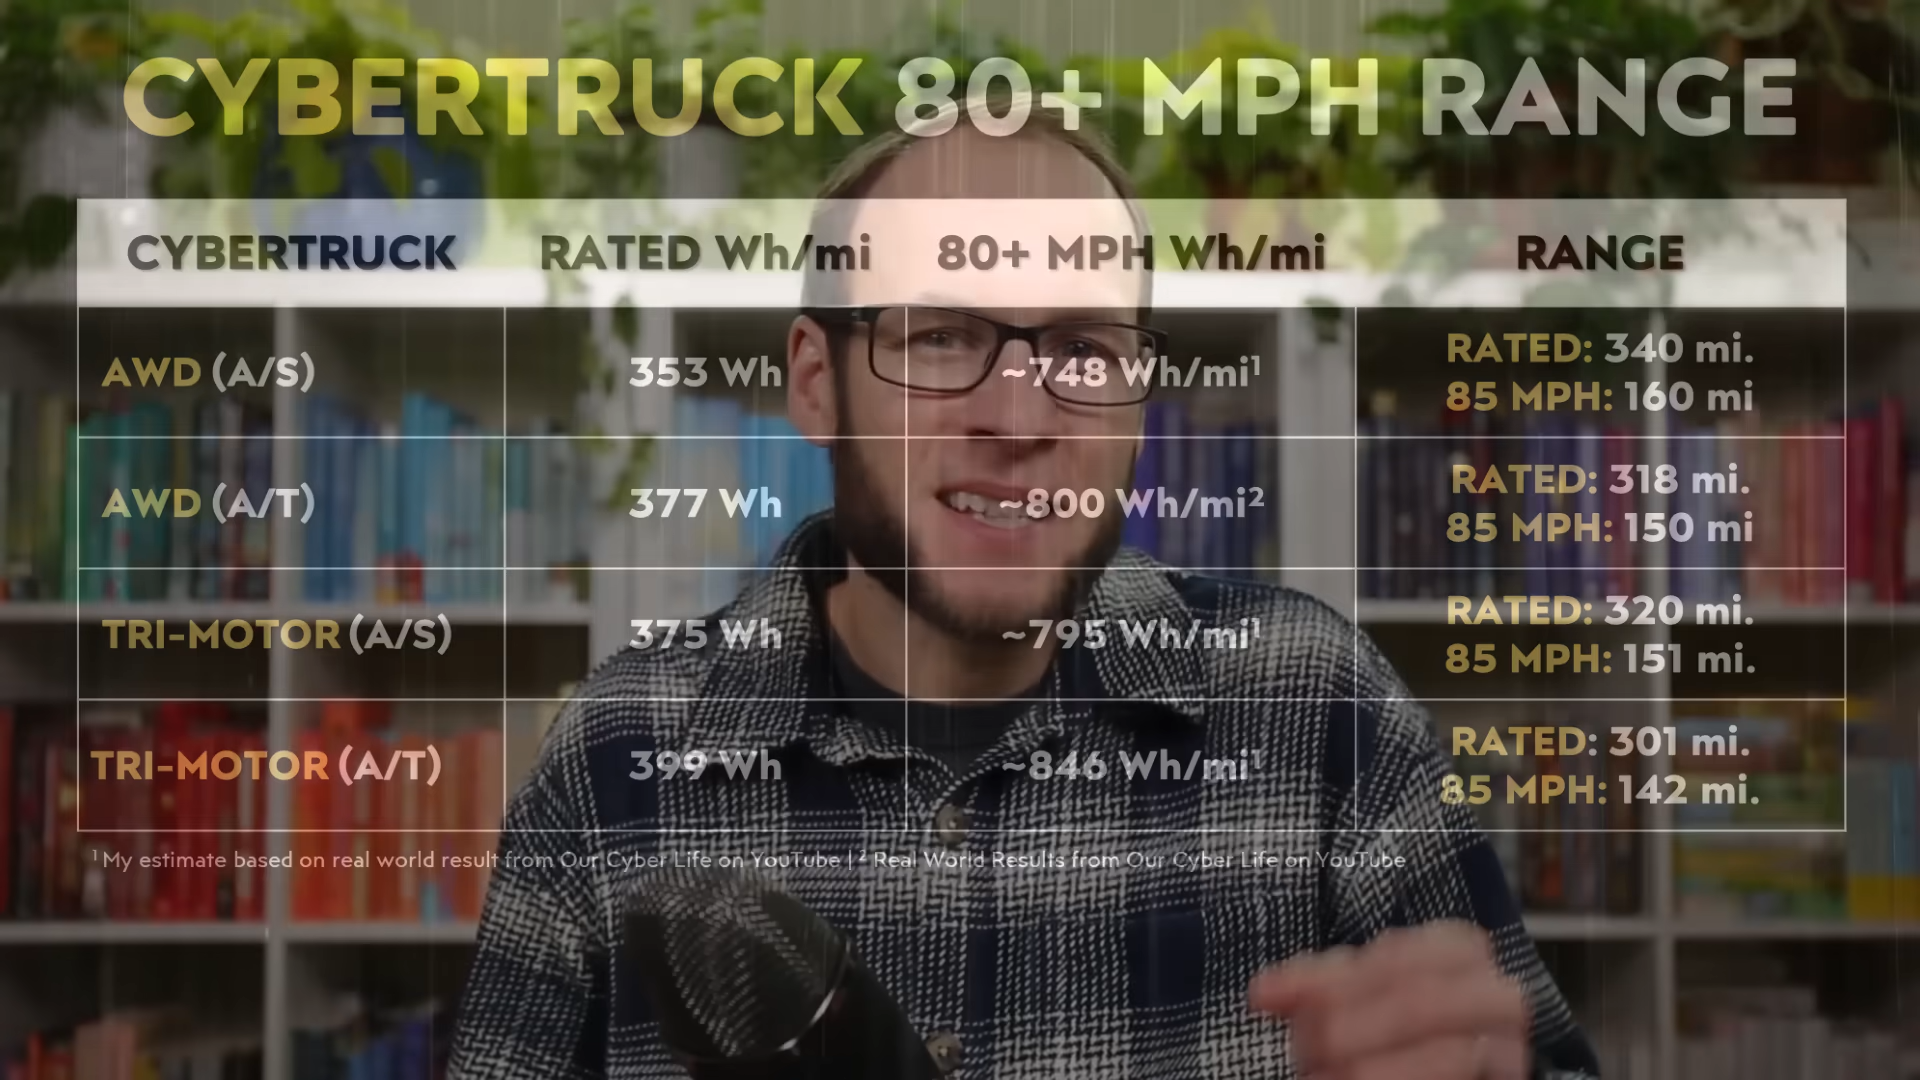 CYBERTRUCK 80+ MPH RANGE
CYBERTRUCK RATED Wh/mi 80+ MPH Wh/mi RANGE
AWD (A/S) 353 Wh ~748 Wh/mi¹ RATED: 340 mi.
85 MPH: 160 mi
AWD (A/T) 377 Wh ~800 Wh/mi² RATED: 318 mi.
85 MPH: 150 mi
TRI-MOTOR (A/S) 375 Wh ~795 Wh/mi¹ RATED: 320 mi.
85 MPH: 151 mi.
TRI-MOTOR (A/T) 399 Wh ~846 Wh/mi¹ RATED: 301 mi.
85 MPH: 142 mi.
¹ My estimate based on real world result from Our Cyber Life on YouTube | ² Real World Results from Our Cyber Life on YouTube